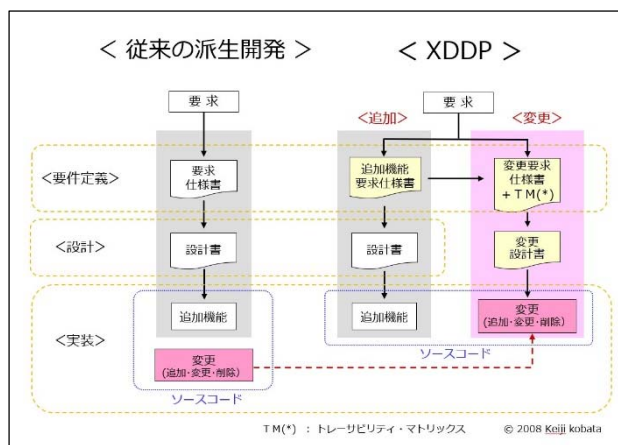 ＜ 従来の派生開発 ＞
＜ XDDP ＞
要 求
要 求
＜追加＞
＜変更＞
＜要件定義＞
要求
仕様書
追加機能
要求仕様書
変更要求
仕様書
+ＴＭ(*)
＜設計＞
設計書
設計書
変更
設計書
＜実装＞
追加機能
追加機能
変更
(追加･変更･削除)
ソースコード
変更
(追加･変更･削除)
ソースコード
ＴＭ(*) ： トレーサビリティ・マトリックス
© 2008 Keiji kobata